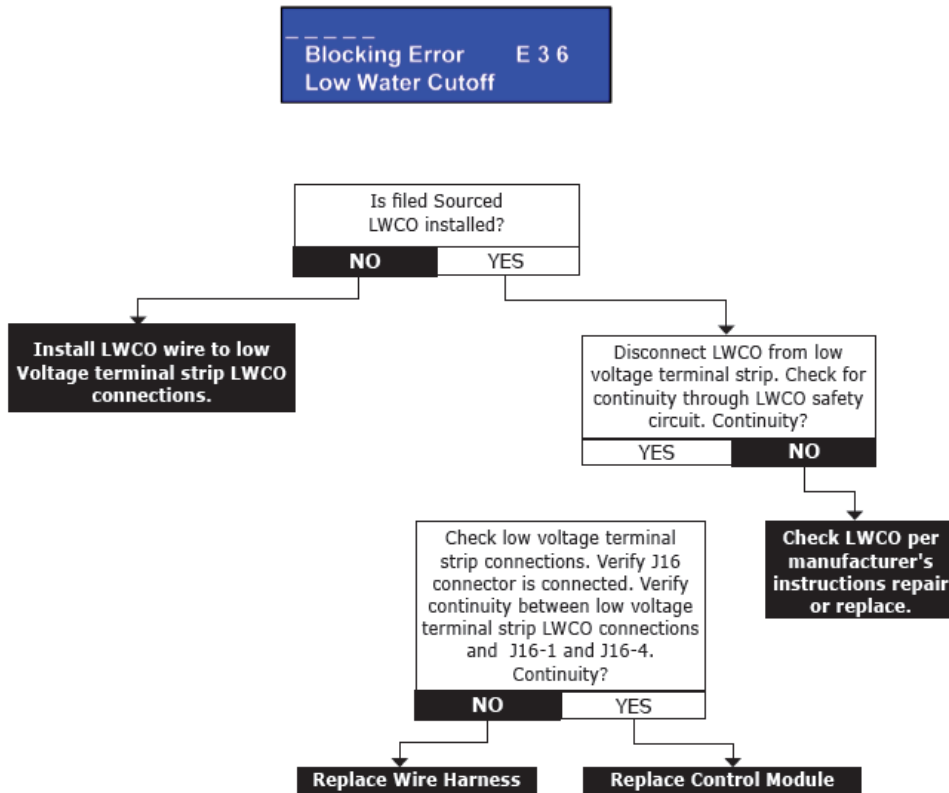 _ _ _ _ _
Blocking Error E 3 6
Low Water Cutoff
Is filed Sourced
LWCO installed?
NO YES
Install LWCO wire to low
Voltage terminal strip LWCO
connections.
Disconnect LWCO from low
voltage terminal strip. Check for
continuity through LWCO safety
circuit. Continuity?
YES NO
Check low voltage terminal
strip connections. Verify J16
connector is connected. Verify
continuity between low voltage
terminal strip LWCO connections
and J16-1 and J16-4.
Continuity?
NO YES
Check LWCO per
manufacturer's
instructions repair
or replace.
Replace Wire Harness
Replace Control Module